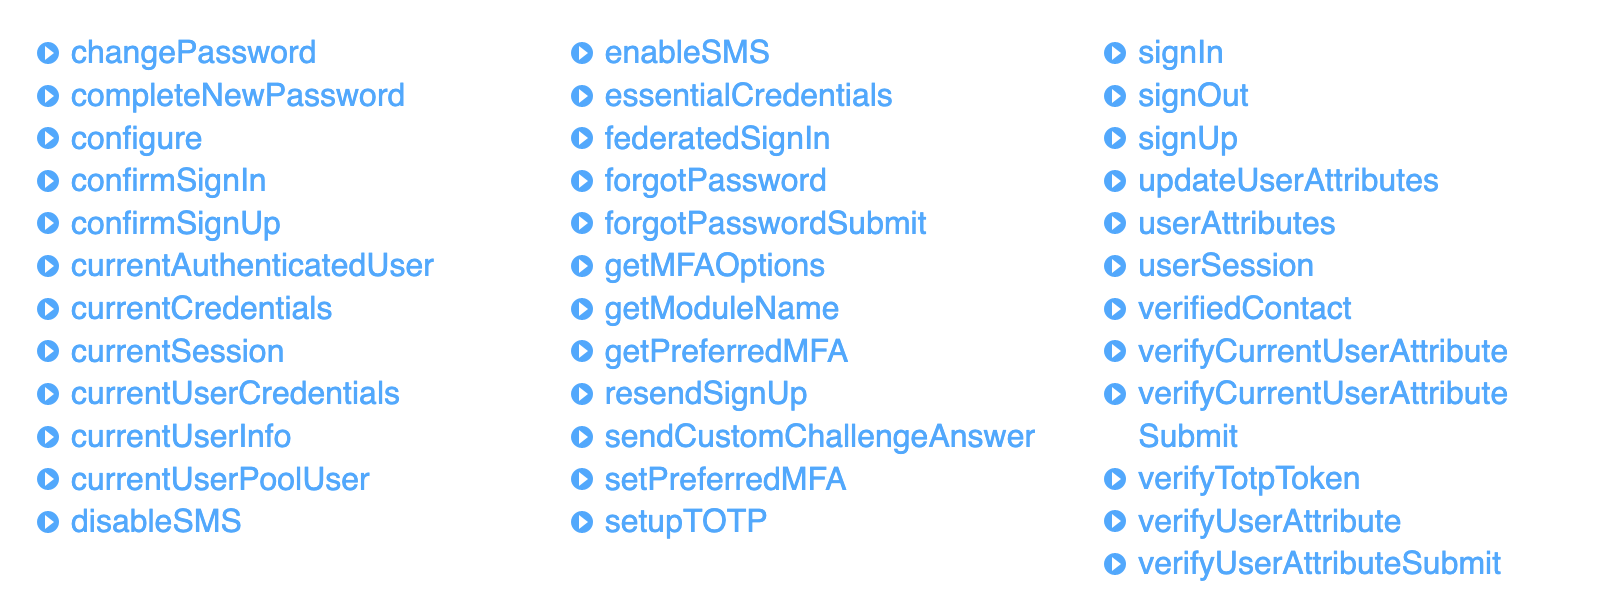 changePassword
completeNewPassword
configure
confirmSignIn
confirmSignUp
currentAuthenticatedUser
currentCredentials
currentSession
currentUserCredentials
currentUserInfo
currentUserPoolUser
disableSMS
enableSMS
essentialCredentials
federatedSignIn
forgotPassword
forgotPasswordSubmit
getMFAOptions
getModuleName
getPreferredMFA
resendSignUp
sendCustomChallengeAnswer
setPreferredMFA
setupTOTP
signIn
signOut
signUp
updateUserAttributes
userAttributes
userSession
verifiedContact
verifyCurrentUserAttribute
verifyCurrentUserAttribute
Submit
verifyTotpToken
verifyUserAttribute
verifyUserAttributeSubmit